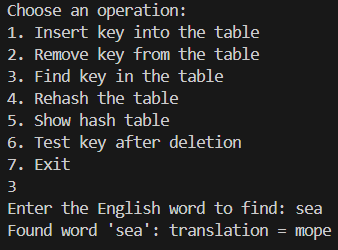 Choose an operation:
1. Insert key into the table
2. Remove key from the table
3. Find key in the table
4. Rehash the table
5. Show hash table
6. Test key after deletion
7. Exit
3
Enter the English word to find: sea
Found word 'sea': translation = море